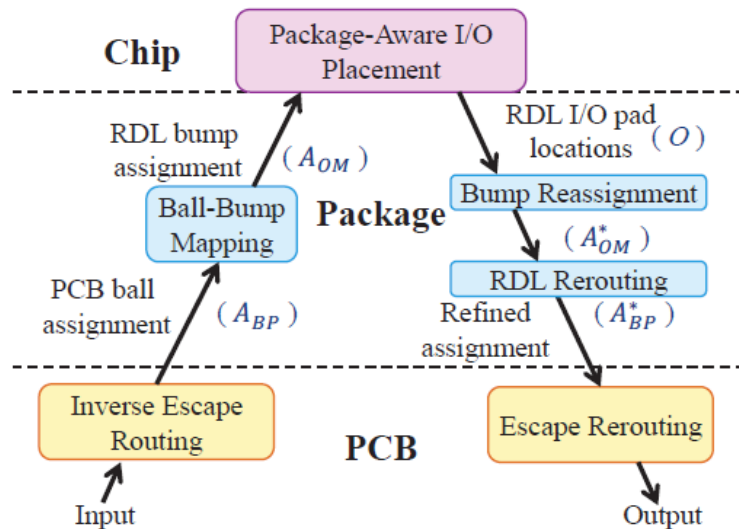 Chip
Package-Aware I/O
Placement
RDL bump
assignment
(A_OM)
RDL I/O pad
locations
(O)
Ball-Bump
Mapping
Package
Bump Reassignment
(A*_OM)
RDL Rerouting
PCB ball
assignment
(A_BP)
Refined
assignment
(A*_BP)
Inverse Escape
Routing
PCB
Escape Rerouting
Input
Output